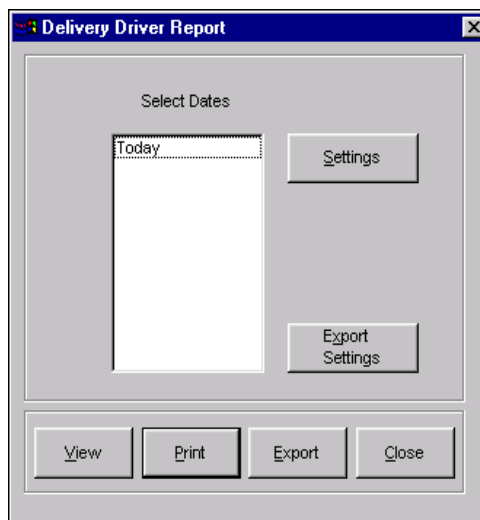 Delivery Driver Report
Select Dates
Today
Settings
Export
Settings
View
Print
Export
Close